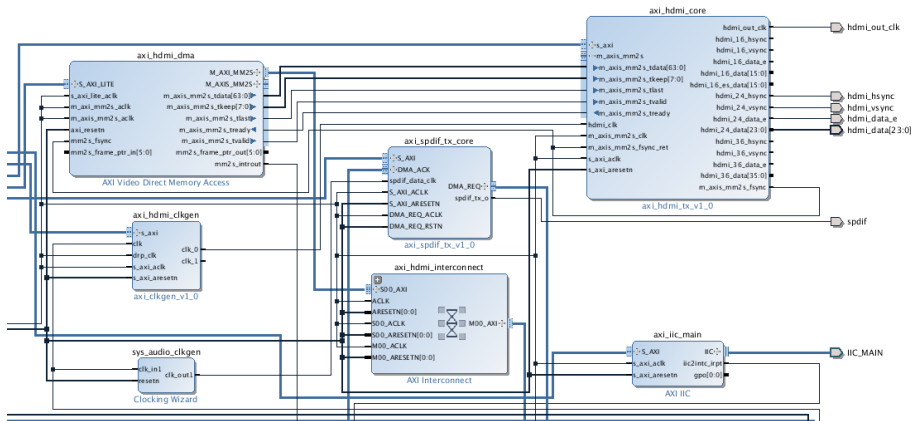 axi_hdmi_dma
S_AXI_LITE
s_axi_lite_aclk
m_axi_mm2s_aclk
m_axis_mm2s_aclk
axi_resetn
mm2s_fsync
mm2s_frame_ptr_in[5:0]
M_AXI_MM2S
M_AXIS_MM2S
m_axis_mm2s_tdata[63:0]
m_axis_mm2s_tkeep[7:0]
m_axis_mm2s_tlast
m_axis_mm2s_tready
m_axis_mm2s_tvalid
mm2s_frame_ptr_out[5:0]
mm2s_introut
AXI Video Direct Memory Access
axi_hdmi_clkgen
s_axi
clk
drp_clk
s_axi_aclk
s_axi_aresetn
clk_0
clk_1
axi_clkgen_v1_0
sys_audio_clkgen
clk_in1
resetn
clk_out1
Clocking Wizard
axi_spdif_tx_core
S_AXI
DMA_ACK
spdif_data_clk
S_AXI_ACLK
S_AXI_ARESETN
DMA_REQ_ACLK
DMA_REQ_RSTN
DMA_REQ
spdif_tx_o
axi_spdif_tx_v1_0
axi_hdmi_interconnect
S00_AXI
ACLK
ARESETN[0:0]
S00_ACLK
S00_ARESETN[0:0]
M00_ACLK
M00_ARESETN[0:0]
M00_AXI
AXI Interconnect
axi_hdmi_core
s_axi
m_axis_mm2s
m_axis_mm2s_tdata[63:0]
m_axis_mm2s_tkeep[7:0]
m_axis_mm2s_tlast
m_axis_mm2s_tvalid
m_axis_mm2s_tready
hdmi_clk
m_axis_mm2s_clk
m_axis_mm2s_fsync_ret
s_axi_aclk
s_axi_aresetn
hdmi_out_clk
hdmi_16_hsync
hdmi_16_vsync
hdmi_16_data_e
hdmi_16_data[15:0]
hdmi_16_es_data[15:0]
hdmi_24_hsync
hdmi_24_vsync
hdmi_24_data_e
hdmi_24_data[23:0]
hdmi_36_hsync
hdmi_36_vsync
hdmi_36_data_e
hdmi_36_data[35:0]
m_axis_mm2s_fsync
axi_hdmi_tx_v1_0
axi_iic_main
S_AXI
s_axi_aclk
s_axi_aresetn
IIC
iic2intc_irpt
gpo[0:0]
AXI IIC
hdmi_out_clk
hdmi_hsync
hdmi_vsync
hdmi_data_e
hdmi_data[23:0]
spdif
IIC_MAIN